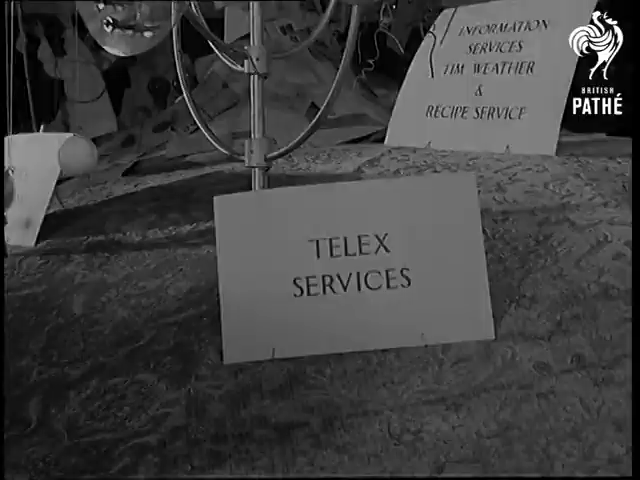 INFORMATION
SERVICES
TIM WEATHER
&
RECIPE SERVICE
BRITISH
PATHÉ
TELEX
SERVICES